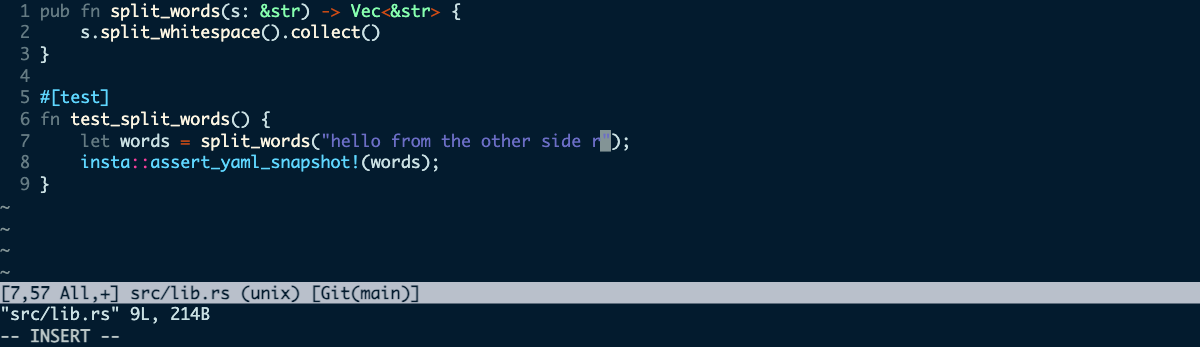 1 pub fn split_words(s: &str) -> Vec<&str> {
2     s.split_whitespace().collect()
3 }
4
5 #[test]
6 fn test_split_words() {
7     let words = split_words("hello from the other side r");
8     insta::assert_yaml_snapshot!(words);
9 }
~
~
~
~
[7,57 All,+] src/lib.rs (unix) [Git(main)]
"src/lib.rs" 9L, 214B
-- INSERT --